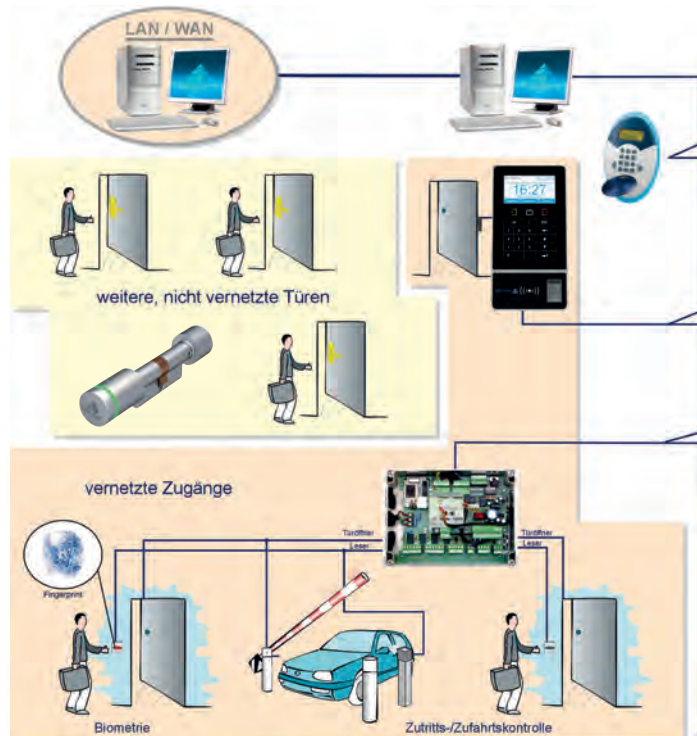 LAN / WAN
16:27
weitere, nicht vernetzte Türen
vernetzte Zugänge
Türöffner
Leser
Türöffner
Leser
Fingerprint
Biometrie
Zutritts-/Zufahrtskontrolle